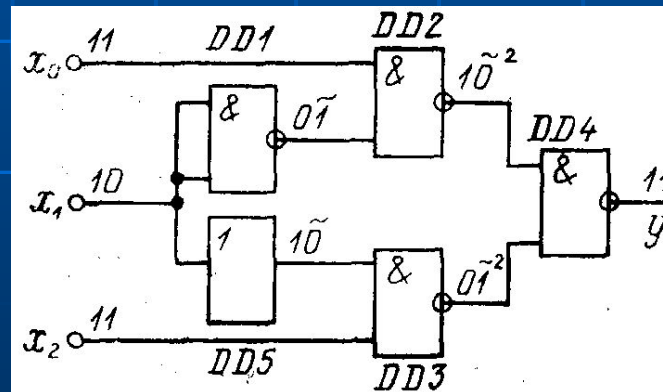 x₀ 11 DD1 DD2
& 10̃² DD4
& 01̃ &
x₁ 10 11
1 10̃ & 01̃² y
x₂ 11
DD5 DD3